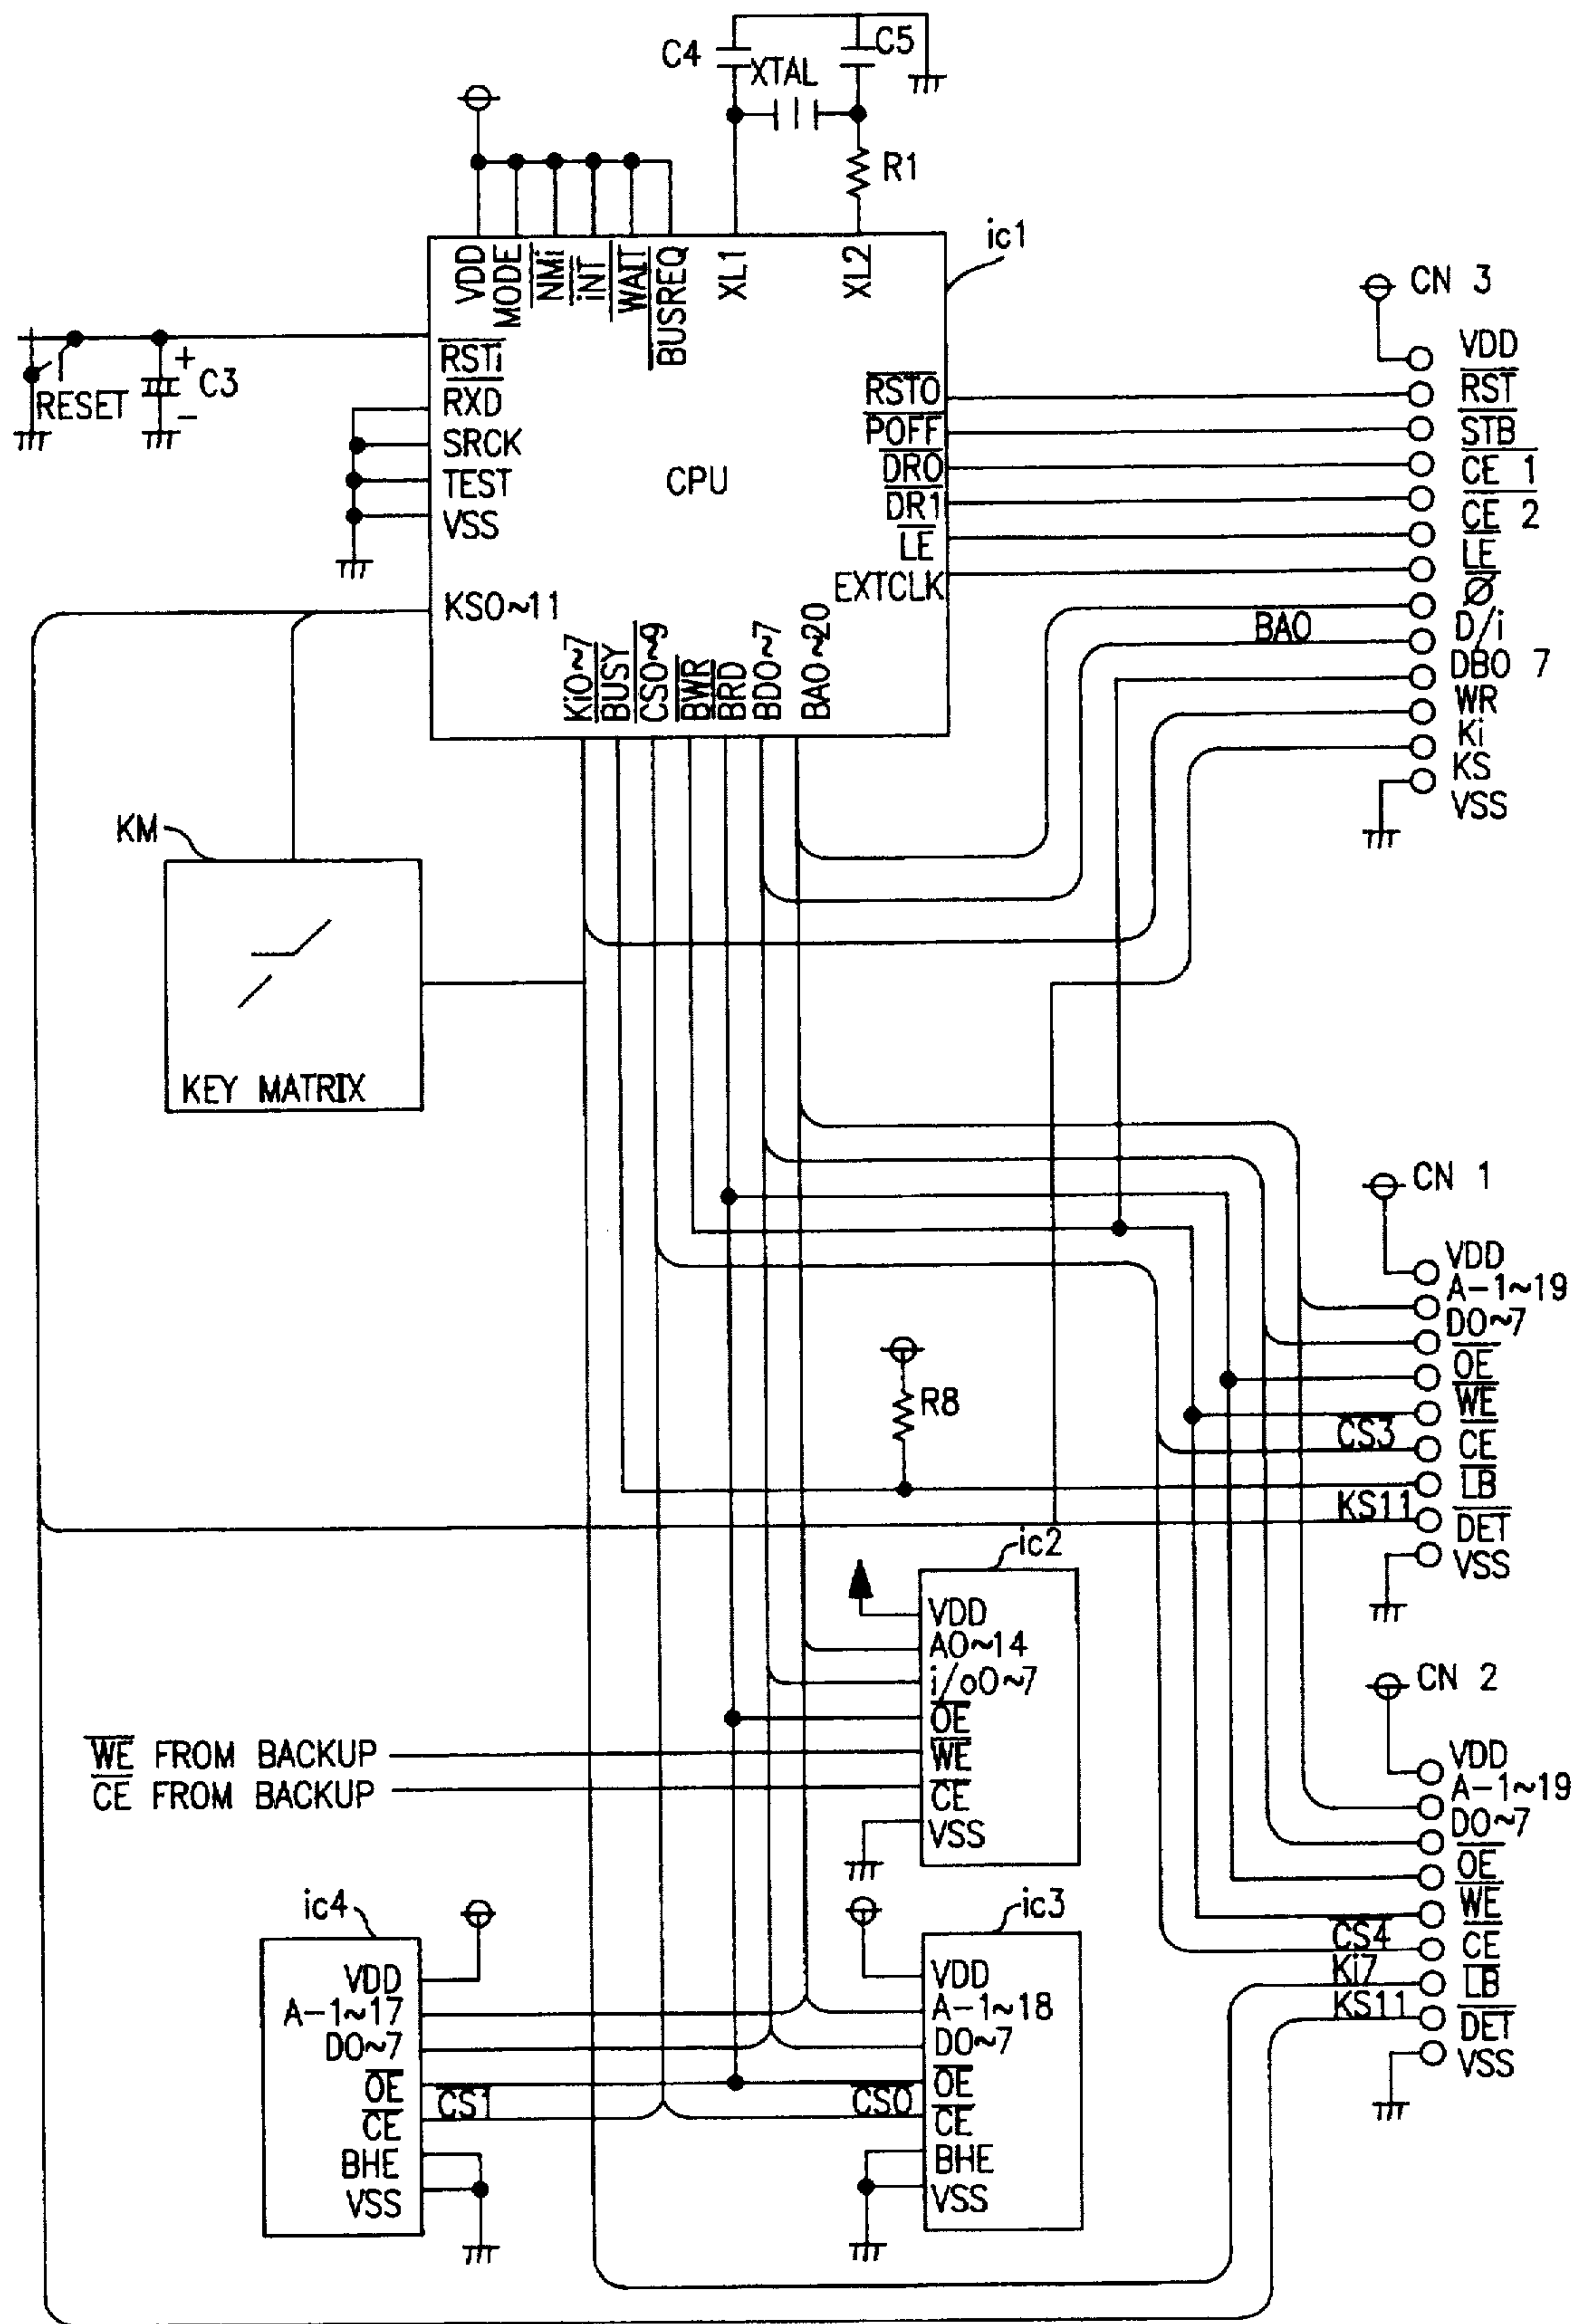 C4
C5
XTAL
R1
ic1
VDD
MODE
NMi
iNT
WAIT
BUSREQ
XL1
XL2
CN 3
RSTi
RXD
SRCK
TEST
VSS
KS0~11
RESET
+
C3
-
CPU
RST0
POFF
DR0
DR1
LE
EXTCLK
Ki0~7
BUSY
CS0~9
BWR
BRD
BD0~7
BA0~20
VDD
RST
STB
CE 1
CE 2
LE
Ø
BA0
D/i
DB0 7
WR
Ki
KS
VSS
KM
KEY MATRIX
CN 1
VDD
A-1~19
D0~7
OE
WE
CS3
CE
LB
KS11
DET
VSS
R8
ic2
VDD
A0~14
i/o0~7
OE
WE
CE
VSS
WE FROM BACKUP
CE FROM BACKUP
CN 2
VDD
A-1~19
D0~7
OE
WE
CS4
CE
Ki7
LB
KS11
DET
VSS
ic4
VDD
A-1~17
D0~7
OE
CS1
CE
BHE
VSS
ic3
VDD
A-1~18
D0~7
OE
CS0
CE
BHE
VSS